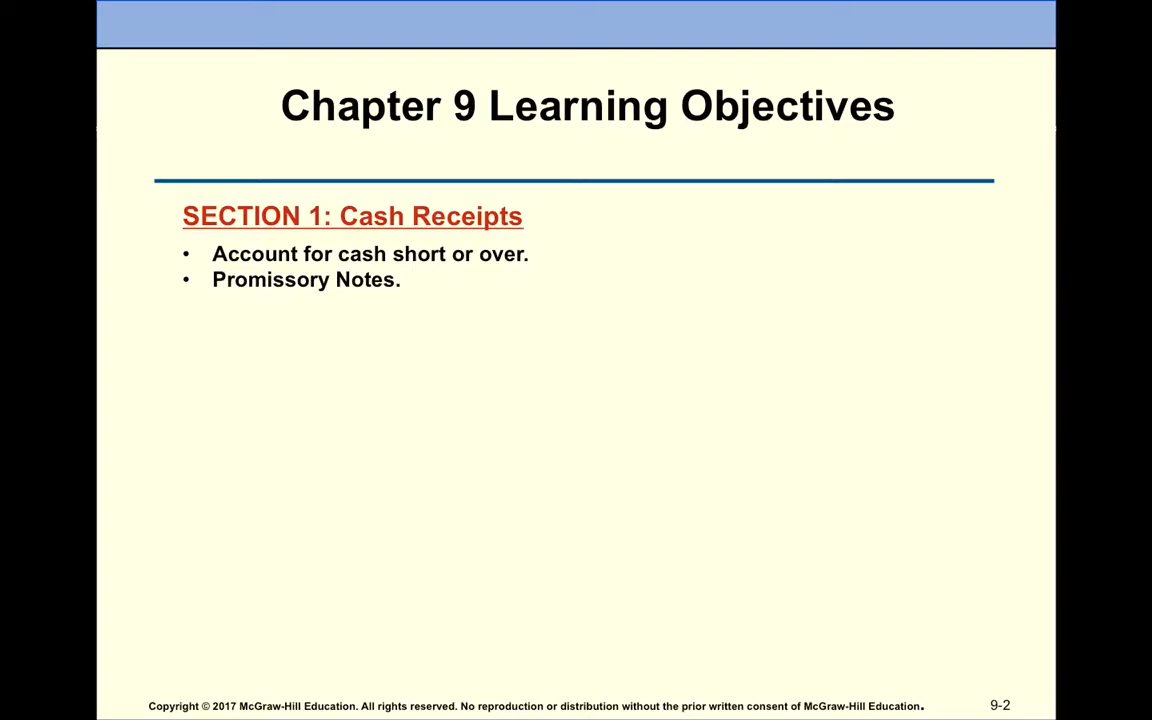 Chapter 9 Learning Objectives
SECTION 1: Cash Receipts
• Account for cash short or over.
• Promissory Notes.
Copyright © 2017 McGraw-Hill Education. All rights reserved. No reproduction or distribution without the prior written consent of McGraw-Hill Education.
9-2